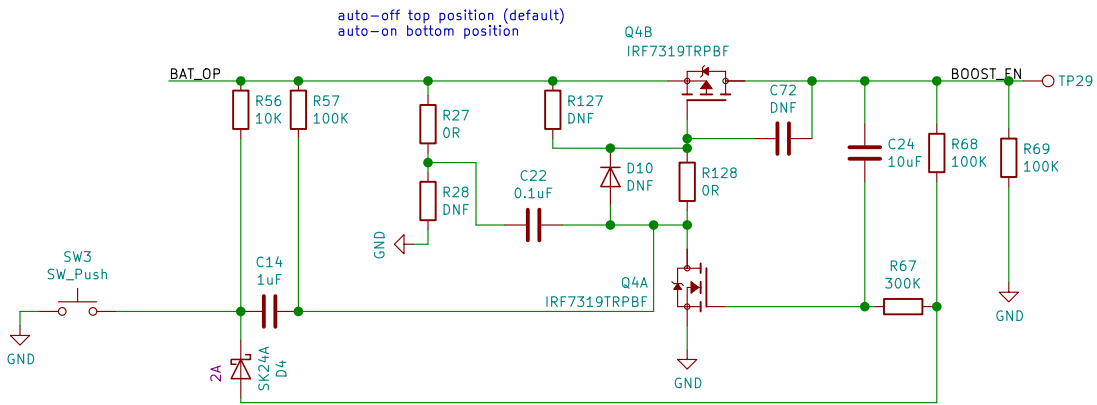 auto-off top position (default)
auto-on bottom position
Q4B
IRF7319TRPBF
BAT_OP
BOOST_EN
TP29
R56
10K
R57
100K
R27
0R
R127
DNF
C72
DNF
C24
10uF
R68
100K
R69
100K
D10
DNF
R128
0R
R28
DNF
C22
0.1uF
GND
SW3
SW_Push
C14
1uF
Q4A
IRF7319TRPBF
R67
300K
GND
GND
GND
2A
SK24A
D4